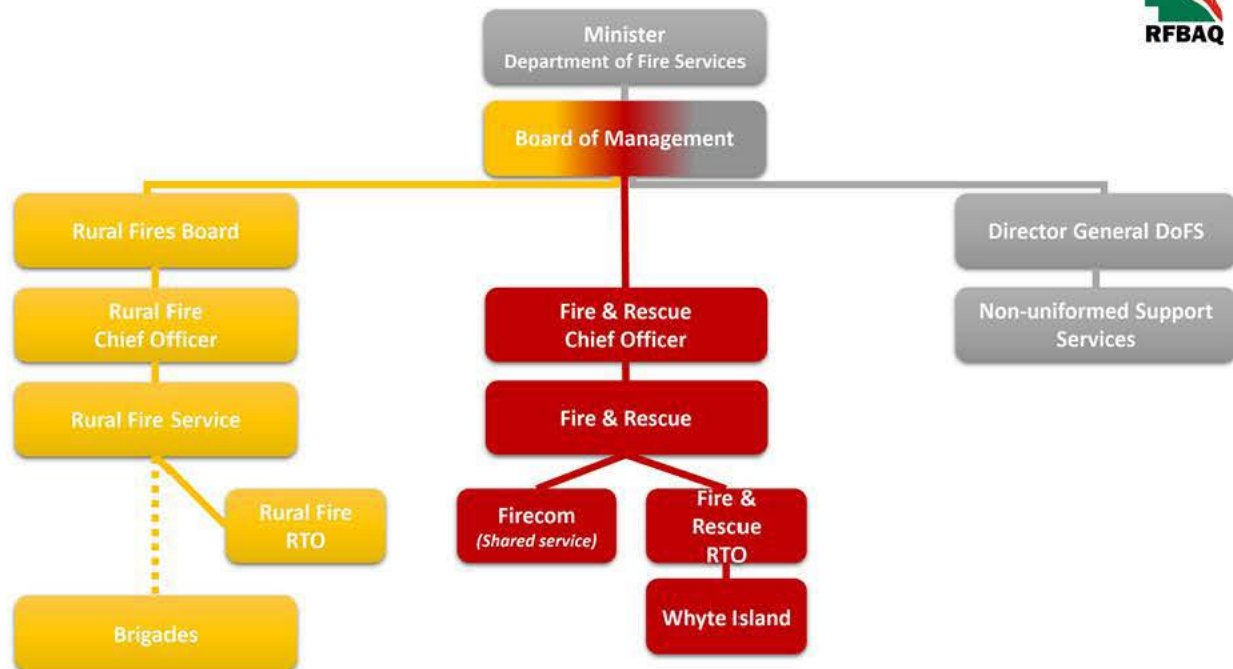 RFBAQ
Minister
Department of Fire Services
Board of Management
Rural Fires Board
Director General DoFS
Rural Fire
Chief Officer
Fire & Rescue
Chief Officer
Non-uniformed Support
Services
Rural Fire Service
Fire & Rescue
Rural Fire
RTO
Firecom
(Shared service)
Fire &
Rescue
RTO
Whyte Island
Brigades